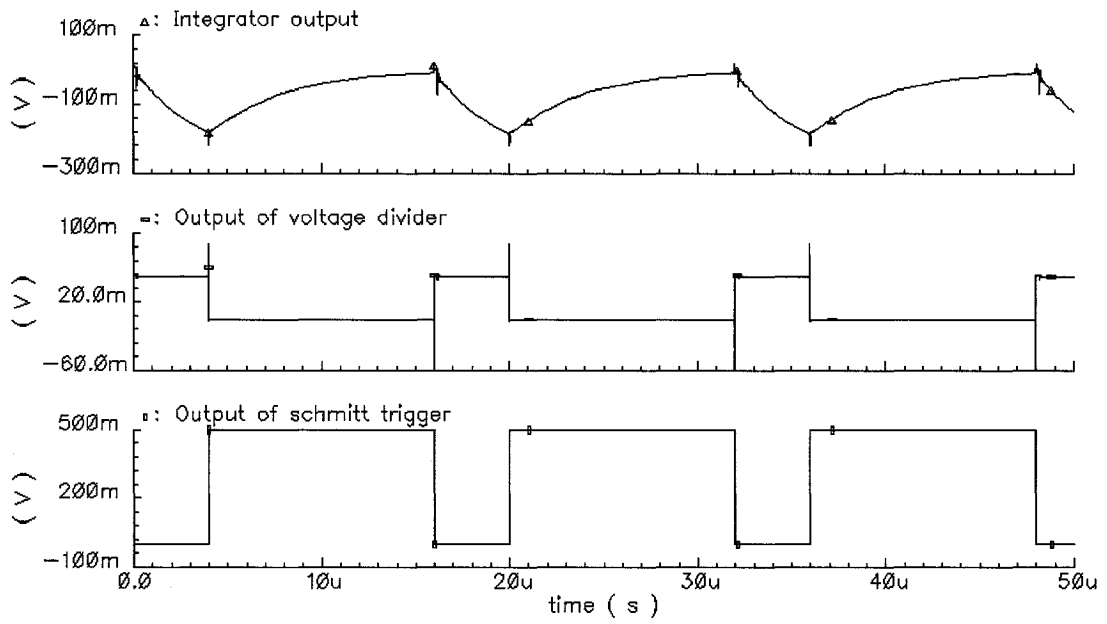 ▵: Integrator output
100m
-100m
-300m
( V )
▭: Output of voltage divider
100m
20.0m
-60.0m
( V )
▯: Output of schmitt trigger
500m
200m
-100m
( V )
0.0 10u 20u 30u 40u 50u
time ( s )